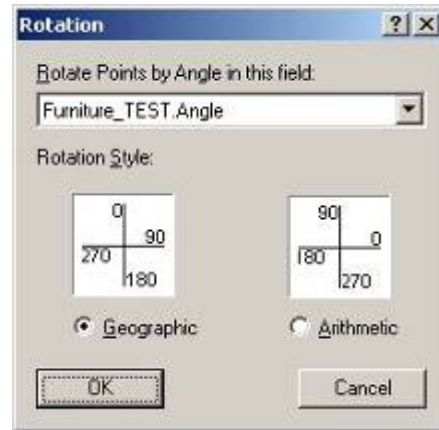 Rotation
Rotate Points by Angle in this field:
Furniture_TEST.Angle
Rotation Style:
0
90
270
180
90
0
180
270
Geographic
Arithmetic
OK
Cancel